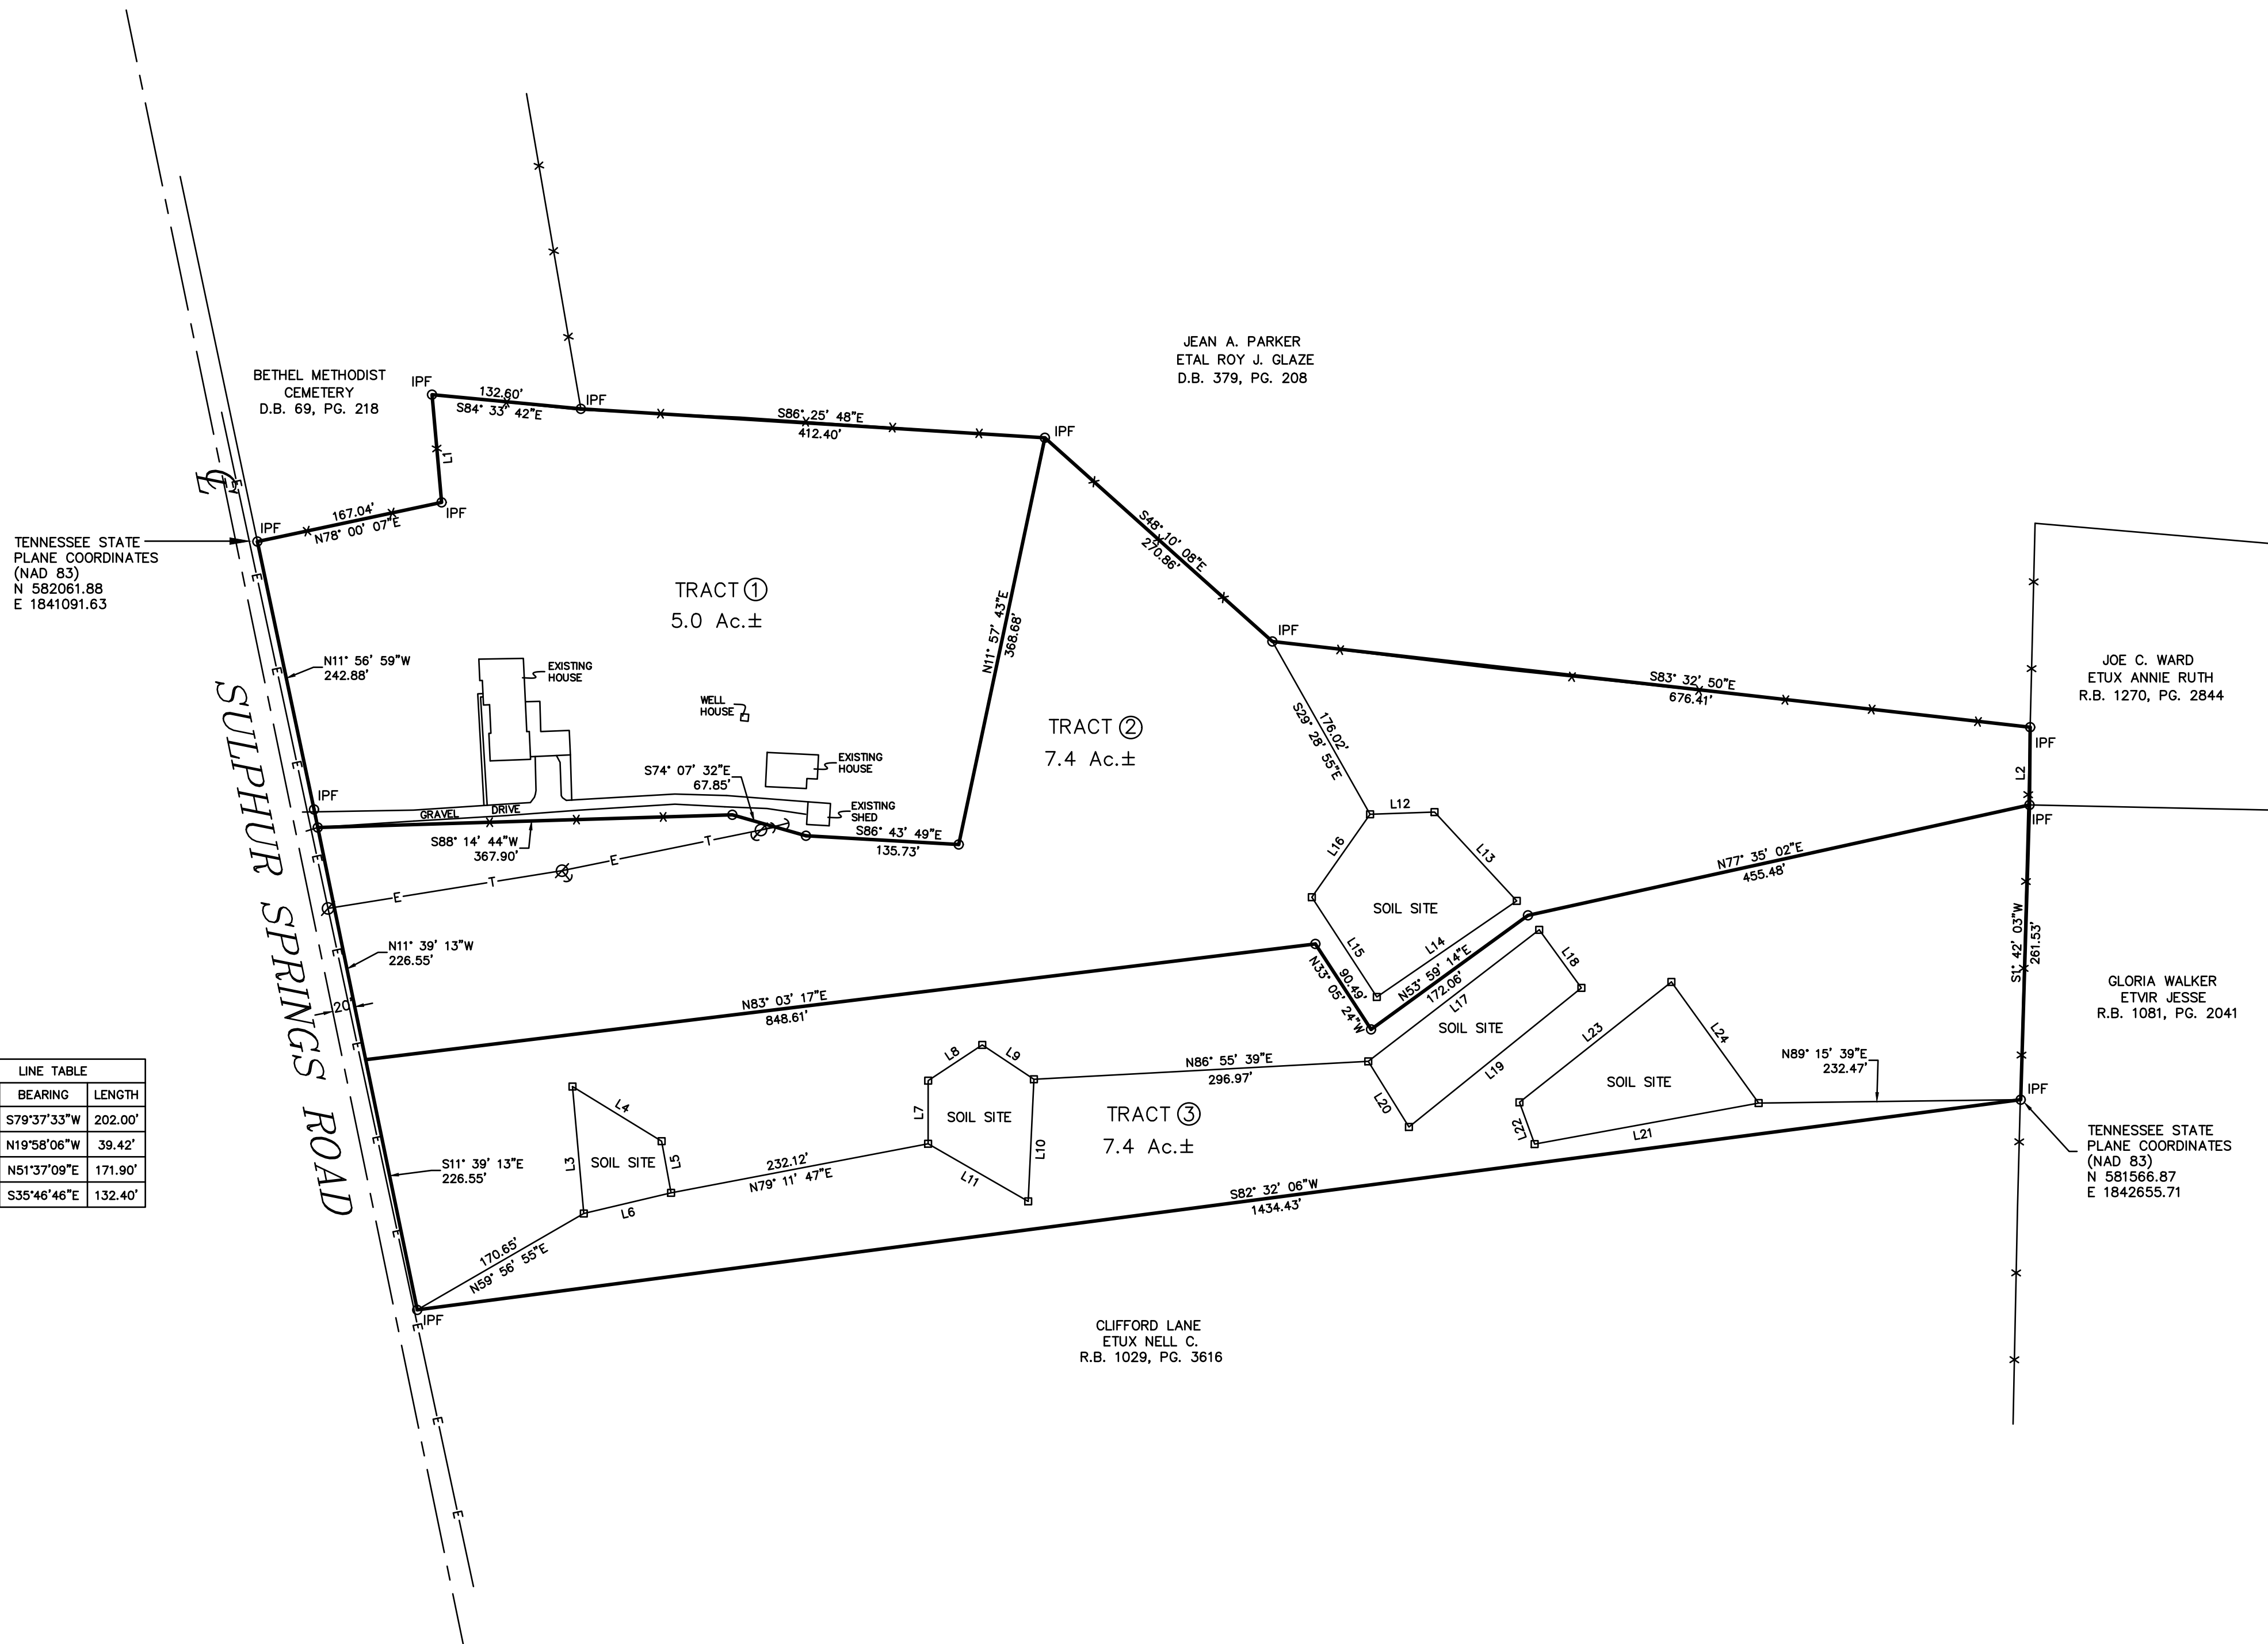 JEAN A. PARKER
ETAL ROY J. GLAZE
D.B. 379, PG. 208
BETHEL METHODIST
CEMETERY
D.B. 69, PG. 218
IPF
132.60'
S84° 33' 42"E
IPF
S86° 25' 48"E
412.40'
IPF
L1
IPF
167.04'
N78° 00' 07"E
IPF
TENNESSEE STATE
PLANE COORDINATES
(NAD 83)
N 582061.88
E 1841091.63
S48° 10' 08"E
270.86'
TRACT 1
5.0 Ac.±
N11° 57' 43"E
368.68'
IPF
S83° 32' 50"E
676.41'
JOE C. WARD
ETUX ANNIE RUTH
R.B. 1270, PG. 2844
N11° 56' 59"W
242.88'
EXISTING
HOUSE
WELL
HOUSE
TRACT 2
7.4 Ac.±
176.02'
S29° 28' 55"E
IPF
L2
IPF
EXISTING
HOUSE
S74° 07' 32"E
67.85'
IPF
GRAVEL DRIVE
EXISTING
SHED
S88° 14' 44"W
367.90'
S86° 43' 49"E
135.73'
L12
L13
L16
SOIL SITE
L15
L14
N77° 35' 02"E
455.48'
E T E T
N11° 39' 13"W
226.55'
20'
SULPHUR SPRINGS ROAD
N83° 03' 17"E
848.61'
90.49'
N33° 05' 24"W
N53° 59' 14"E
172.06'
L17
L18
SOIL SITE
L19
L20
S1° 42' 03"W
261.53'
GLORIA WALKER
ETVIR JESSE
R.B. 1081, PG. 2041
L23
L24
SOIL SITE
L22
L21
N89° 15' 39"E
232.47'
IPF
LINE TABLE
BEARING LENGTH
S79°37'33"W 202.00'
N19°58'06"W 39.42'
N51°37'09"E 171.90'
S35°46'46"E 132.40'
L4
L3
SOIL SITE
L5
L6
L8
L9
L7
SOIL SITE
L10
L11
N86° 55' 39"E
296.97'
TRACT 3
7.4 Ac.±
232.12'
N79° 11' 47"E
TENNESSEE STATE
PLANE COORDINATES
(NAD 83)
N 581566.87
E 1842655.71
S11° 39' 13"E
226.55'
S82° 32' 06"W
1434.43'
170.65'
N59° 56' 55"E
IPF
CLIFFORD LANE
ETUX NELL C.
R.B. 1029, PG. 3616